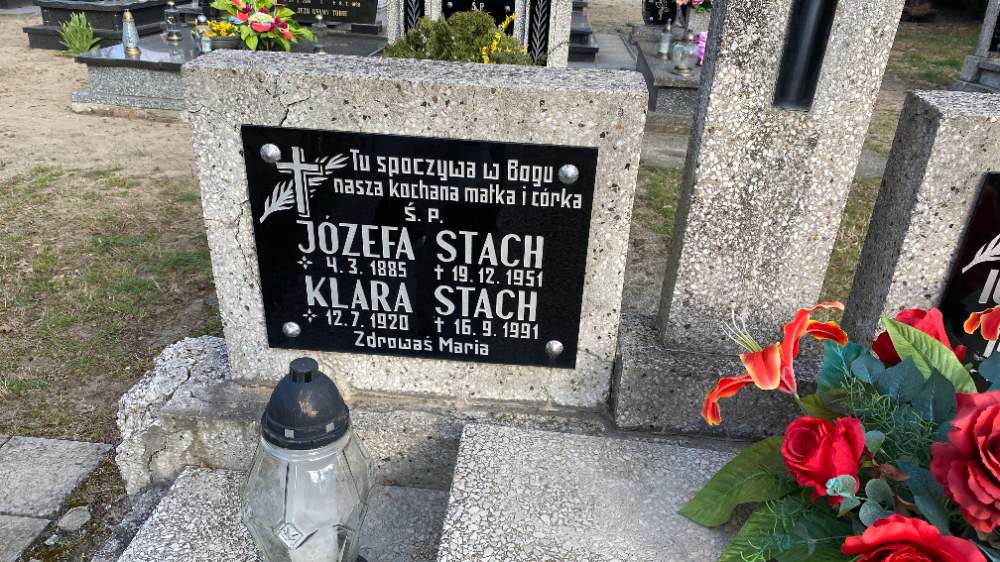 Tu spoczywa w Bogu
nasza kochana matka i córka
Ś. P.
JÓZEFA STACH
4. 3. 1885 † 19. 12. 1951
KLARA STACH
12. 7. 1920 † 16. 9. 1991
Zdrowaś Maria
Ś. P.